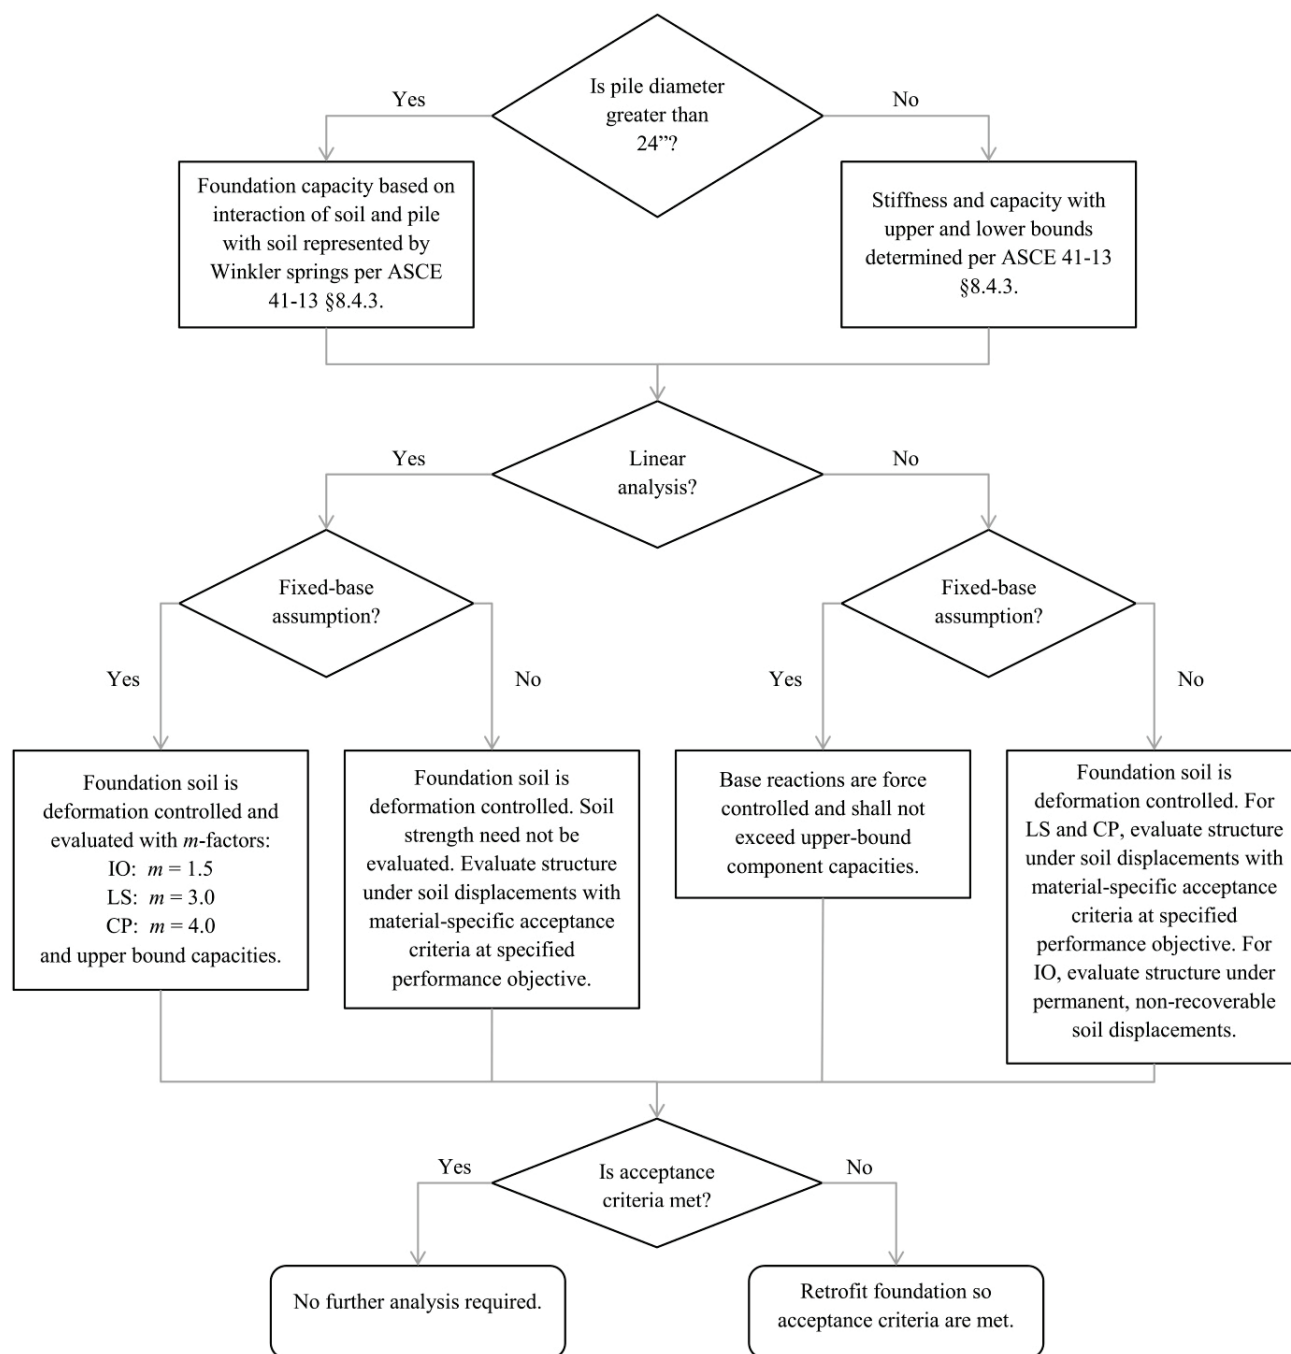 Is pile diameter
greater than
24”?
Yes
No
Foundation capacity based on
interaction of soil and pile
with soil represented by
Winkler springs per ASCE
41-13 §8.4.3.
Stiffness and capacity with
upper and lower bounds
determined per ASCE 41-13
§8.4.3.
Linear
analysis?
Yes
No
Fixed-base
assumption?
Fixed-base
assumption?
Yes
No
Yes
No
Foundation soil is
deformation controlled and
evaluated with m-factors:
IO: m = 1.5
LS: m = 3.0
CP: m = 4.0
and upper bound capacities.
Foundation soil is
deformation controlled. Soil
strength need not be
evaluated. Evaluate structure
under soil displacements with
material-specific acceptance
criteria at specified
performance objective.
Base reactions are force
controlled and shall not
exceed upper-bound
component capacities.
Foundation soil is
deformation controlled. For
LS and CP, evaluate structure
under soil displacements with
material-specific acceptance
criteria at specified
performance objective. For
IO, evaluate structure under
permanent, non-recoverable
soil displacements.
Is acceptance
criteria met?
Yes
No
No further analysis required.
Retrofit foundation so
acceptance criteria are met.